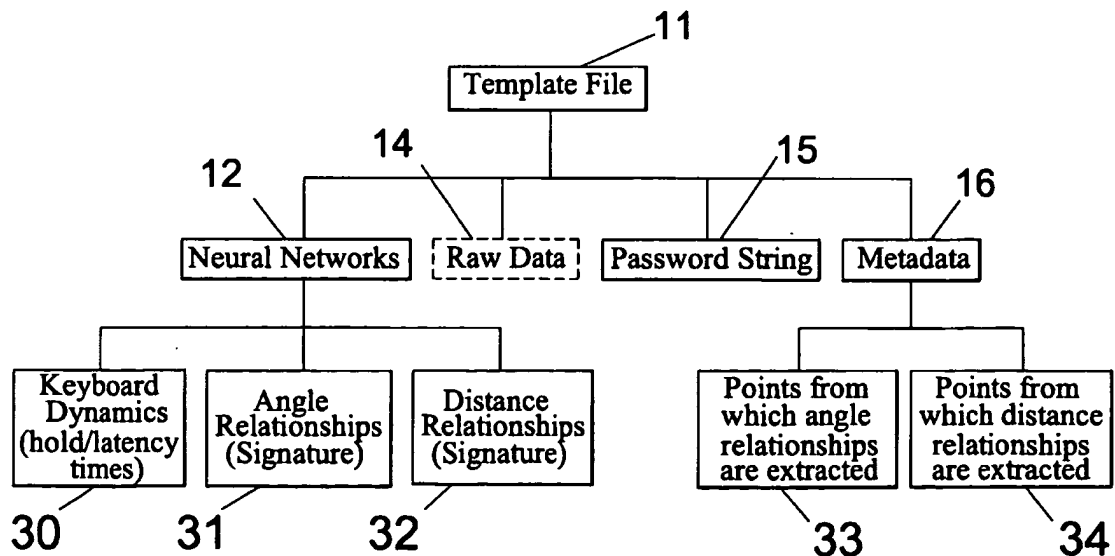 11
Template File
14
15
12
16
Neural Networks
Raw Data
Password String
Metadata
Keyboard
Dynamics
(hold/latency
times)
Angle
Relationships
(Signature)
Distance
Relationships
(Signature)
Points from
which angle
relationships
are extracted
Points from
which distance
relationships
are extracted
30
31
32
33
34